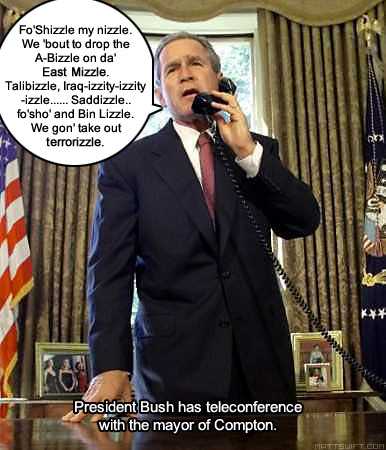 Fo'Shizzle my nizzle.
We 'bout to drop the
A-Bizzle on da'
East Mizzle.
Talibizzle, Iraq-izzity-izzity
-izzle...... Saddizzle..
fo'sho' and Bin Lizzle.
We gon' take out
terrorizzle.
President Bush has teleconference
with the mayor of Compton.
MATTSWIFT.COM